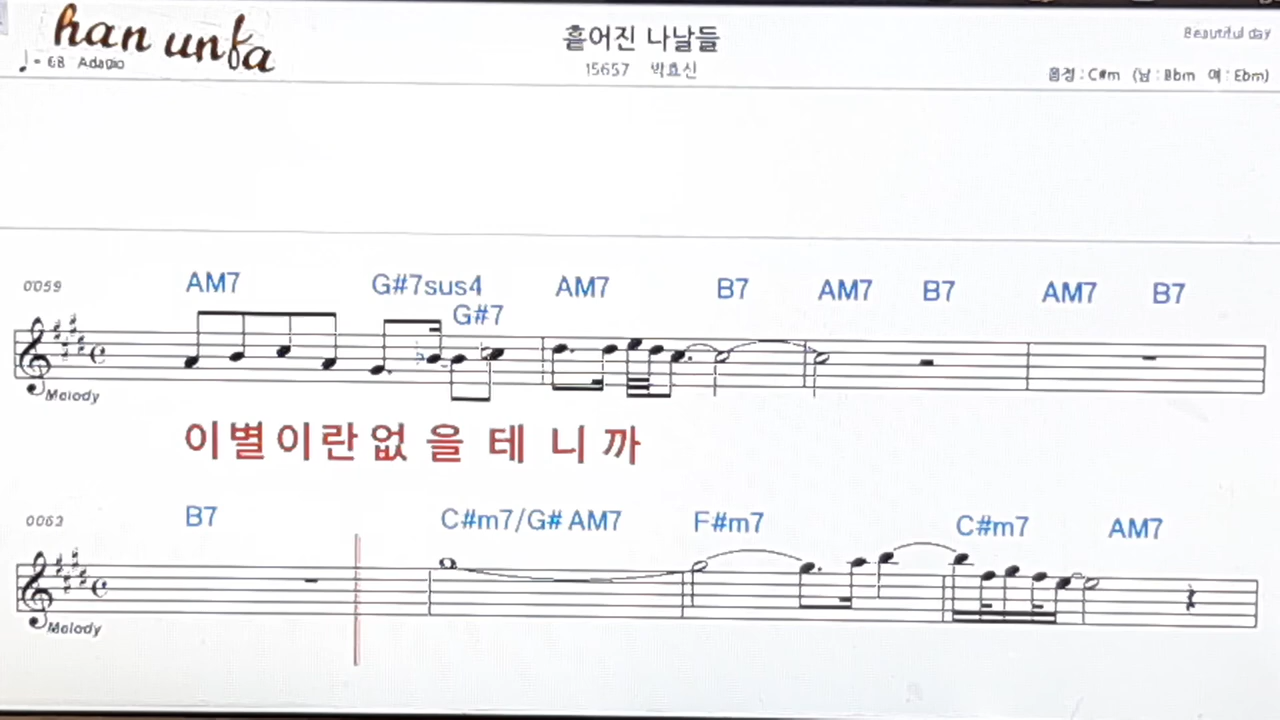 han unfa
♩ = 68 Adagio
흩어진 나날들
15657 박효신
Beautiful day
음정 : C#m (남 : Bbm 여 : Ebm)
0059
AM7 G#7sus4 G#7 AM7 B7 AM7 B7 AM7 B7
Melody
이별이란없을테니까
0063
B7 C#m7/G# AM7 F#m7 C#m7 AM7
Melody